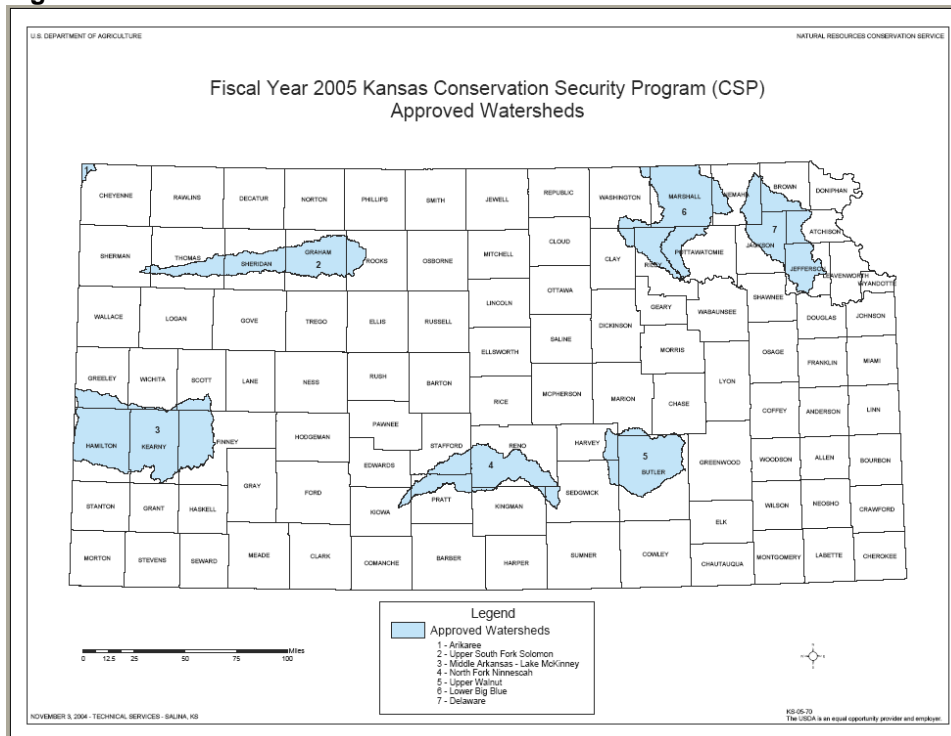 U.S. DEPARTMENT OF AGRICULTURE
NATURAL RESOURCES CONSERVATION SERVICE
Fiscal Year 2005 Kansas Conservation Security Program (CSP)
Approved Watersheds
1
CHEYENNE
RAWLINS
DECATUR
NORTON
PHILLIPS
SMITH
JEWELL
REPUBLIC
WASHINGTON
MARSHALL
6
NEMAHA
BROWN
DONIPHAN
SHERMAN
THOMAS
SHERIDAN
GRAHAM
2
ROOKS
OSBORNE
MITCHELL
CLOUD
CLAY
RILEY
POTTAWATOMIE
JACKSON
7
ATCHISON
JEFFERSON
LEAVENWORTH
WYANDOTTE
WALLACE
LOGAN
GOVE
TREGO
ELLIS
RUSSELL
LINCOLN
OTTAWA
DICKINSON
GEARY
WABAUNSEE
SHAWNEE
DOUGLAS
JOHNSON
GREELEY
WICHITA
SCOTT
LANE
NESS
RUSH
BARTON
ELLSWORTH
SALINE
MORRIS
OSAGE
FRANKLIN
MIAMI
RICE
MCPHERSON
MARION
CHASE
LYON
COFFEY
ANDERSON
LINN
HAMILTON
3
KEARNY
FINNEY
HODGEMAN
PAWNEE
STAFFORD
RENO
4
HARVEY
5
BUTLER
GREENWOOD
WOODSON
ALLEN
BOURBON
STANTON
GRANT
HASKELL
GRAY
FORD
EDWARDS
KIOWA
PRATT
KINGMAN
SEDGWICK
ELK
WILSON
NEOSHO
CRAWFORD
MORTON
STEVENS
SEWARD
MEADE
CLARK
COMANCHE
BARBER
HARPER
SUMNER
COWLEY
CHAUTAUQUA
MONTGOMERY
LABETTE
CHEROKEE
Legend
Approved Watersheds
1 - Arikaree
2 - Upper South Fork Solomon
3 - Middle Arkansas - Lake McKinney
4 - North Fork Ninnescah
5 - Upper Walnut
6 - Lower Big Blue
7 - Delaware
Miles
0 12.5 25 50 75 100
NOVEMBER 3, 2004 - TECHNICAL SERVICES - SALINA, KS
KS-05-70
The USDA is an equal opportunity provider and employer.